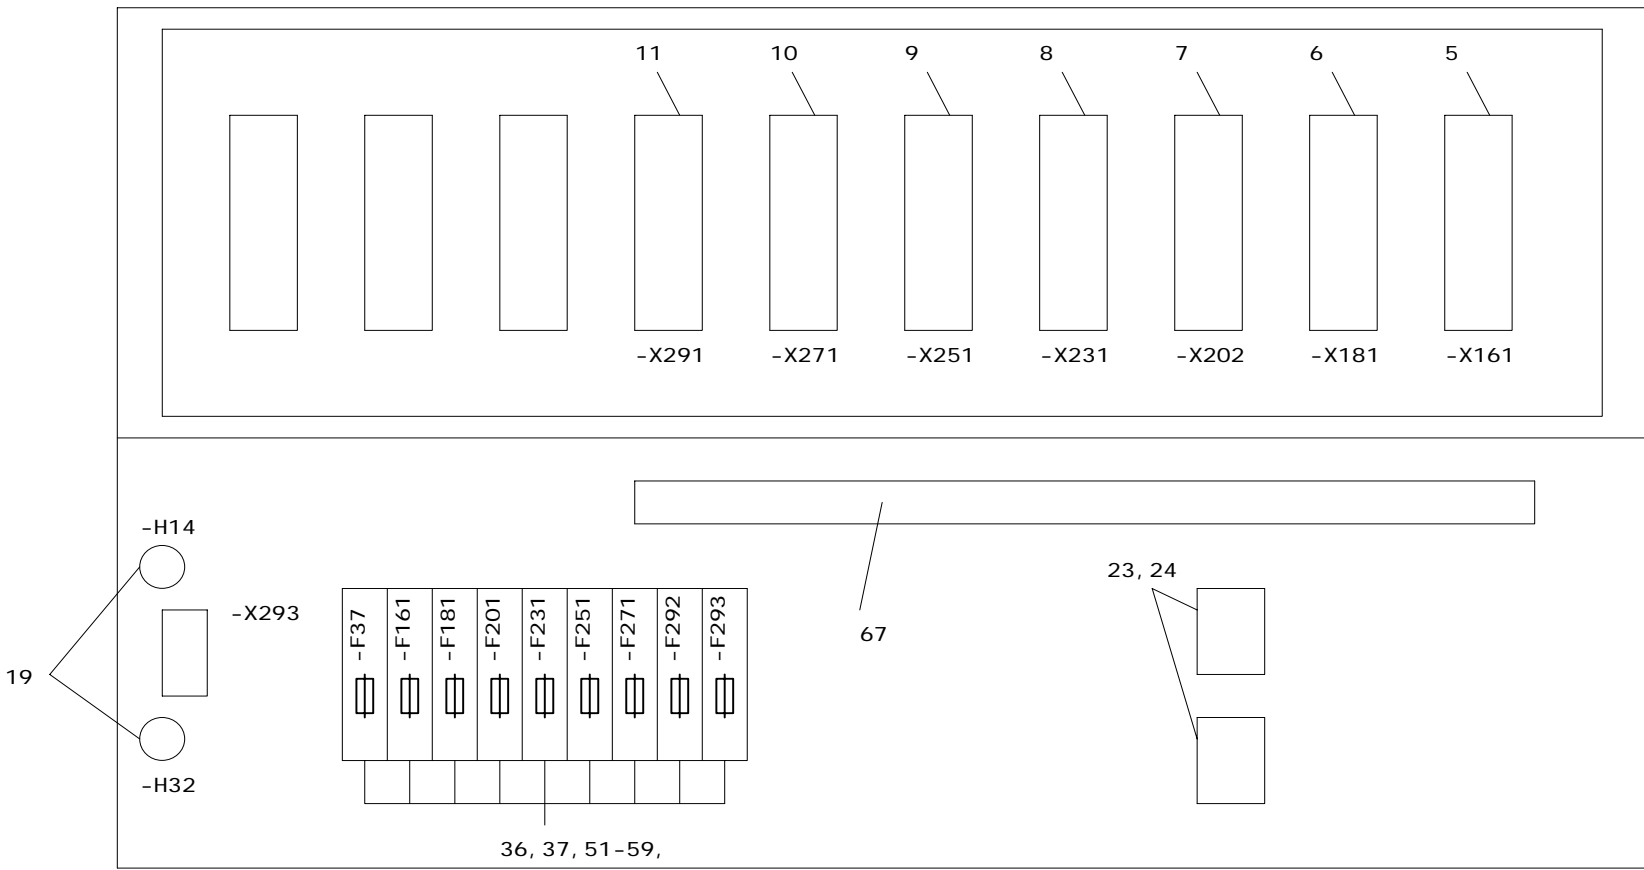 11 10 9 8 7 6 5
-X291 -X271 -X251 -X231 -X202 -X181 -X161
-H14
23, 24
-X293
-F37 -F161 -F181 -F201 -F231 -F251 -F271 -F292 -F293
67
19
-H32
36, 37, 51-59,